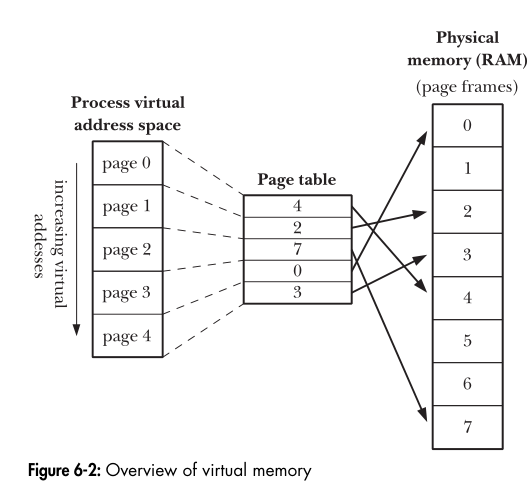 Physical
memory (RAM)
(page frames)
Process virtual
address space
increasing virtual
addesses
page 0
page 1
page 2
page 3
page 4
Page table
4
2
7
0
3
0
1
2
3
4
5
6
7
Figure 6-2: Overview of virtual memory